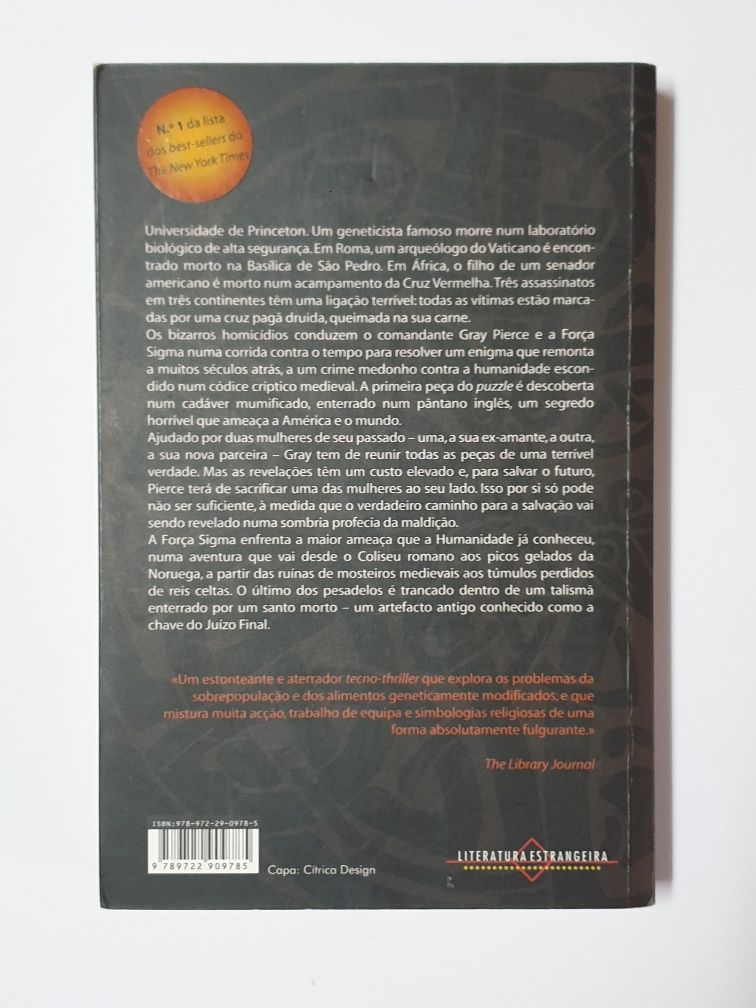 N.º 1 da lista
dos best-sellers do
The New York Times
Universidade de Princeton. Um geneticista famoso morre num laboratório
biológico de alta segurança. Em Roma, um arqueólogo do Vaticano é encon-
trado morto na Basílica de São Pedro. Em África, o filho de um senador
americano é morto num acampamento da Cruz Vermelha. Três assassinatos
em três continentes têm uma ligação terrível: todas as vítimas estão marca-
das por uma cruz pagã druida, queimada na sua carne.
Os bizarros homicídios conduzem o comandante Gray Pierce e a Força
Sigma numa corrida contra o tempo para resolver um enigma que remonta
a muitos séculos atrás, a um crime medonho contra a humanidade escon-
dido num códice críptico medieval. A primeira peça do puzzle é descoberta
num cadáver mumificado, enterrado num pântano inglês, um segredo
horrível que ameaça a América e o mundo.
Ajudado por duas mulheres de seu passado – uma, a sua ex-amante, a outra,
a sua nova parceira – Gray tem de reunir todas as peças de uma terrível
verdade. Mas as revelações têm um custo elevado e, para salvar o futuro,
Pierce terá de sacrificar uma das mulheres ao seu lado. Isso por si só pode
não ser suficiente, à medida que o verdadeiro caminho para a salvação vai
sendo revelado numa sombria profecia da maldição.
A Força Sigma enfrenta a maior ameaça que a Humanidade já conheceu,
numa aventura que vai desde o Coliseu romano aos picos gelados da
Noruega, a partir das ruínas de mosteiros medievais aos túmulos perdidos
de reis celtas. O último dos pesadelos é trancado dentro de um talismã
enterrado por um santo morto – um artefacto antigo conhecido como a
chave do Juízo Final.
«Um estonteante e aterrador tecno-thriller que explora os problemas da
sobrepopulação e dos alimentos geneticamente modificados, e que
mistura muita acção, trabalho de equipa e simbologias religiosas de uma
forma absolutamente fulgurante.»
The Library Journal
ISBN:978-972-29-0978-5
9 789722 909785
Capa: Cítrica Design
LITERATURA ESTRANGEIRA